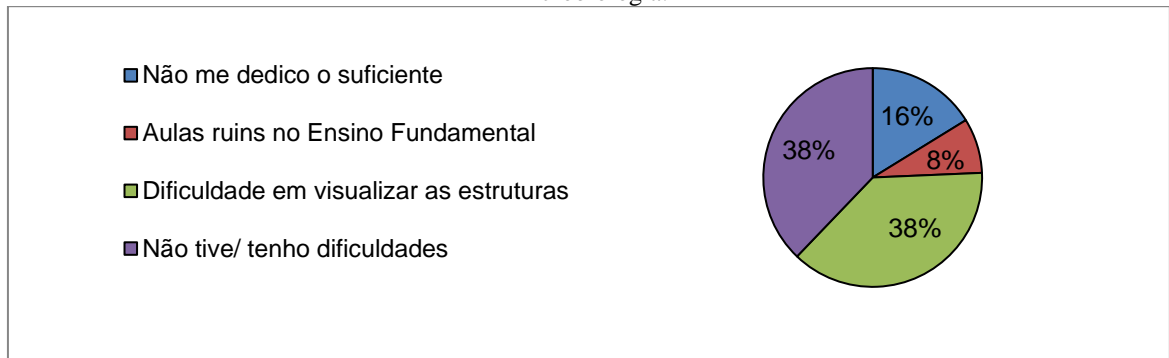 Não me dedico o suficiente
Aulas ruins no Ensino Fundamental
Dificuldade em visualizar as estruturas
Não tive/ tenho dificuldades
16%
8%
38%
38%